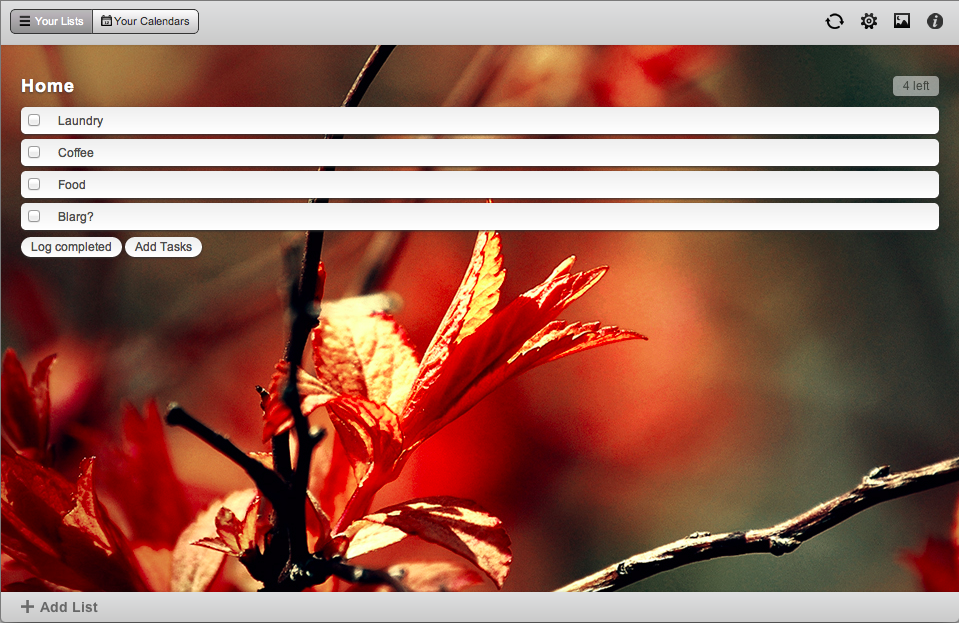 Your Lists Your Calendars
Home 4 left
Laundry
Coffee
Food
Blarg?
Log completed Add Tasks
Add List